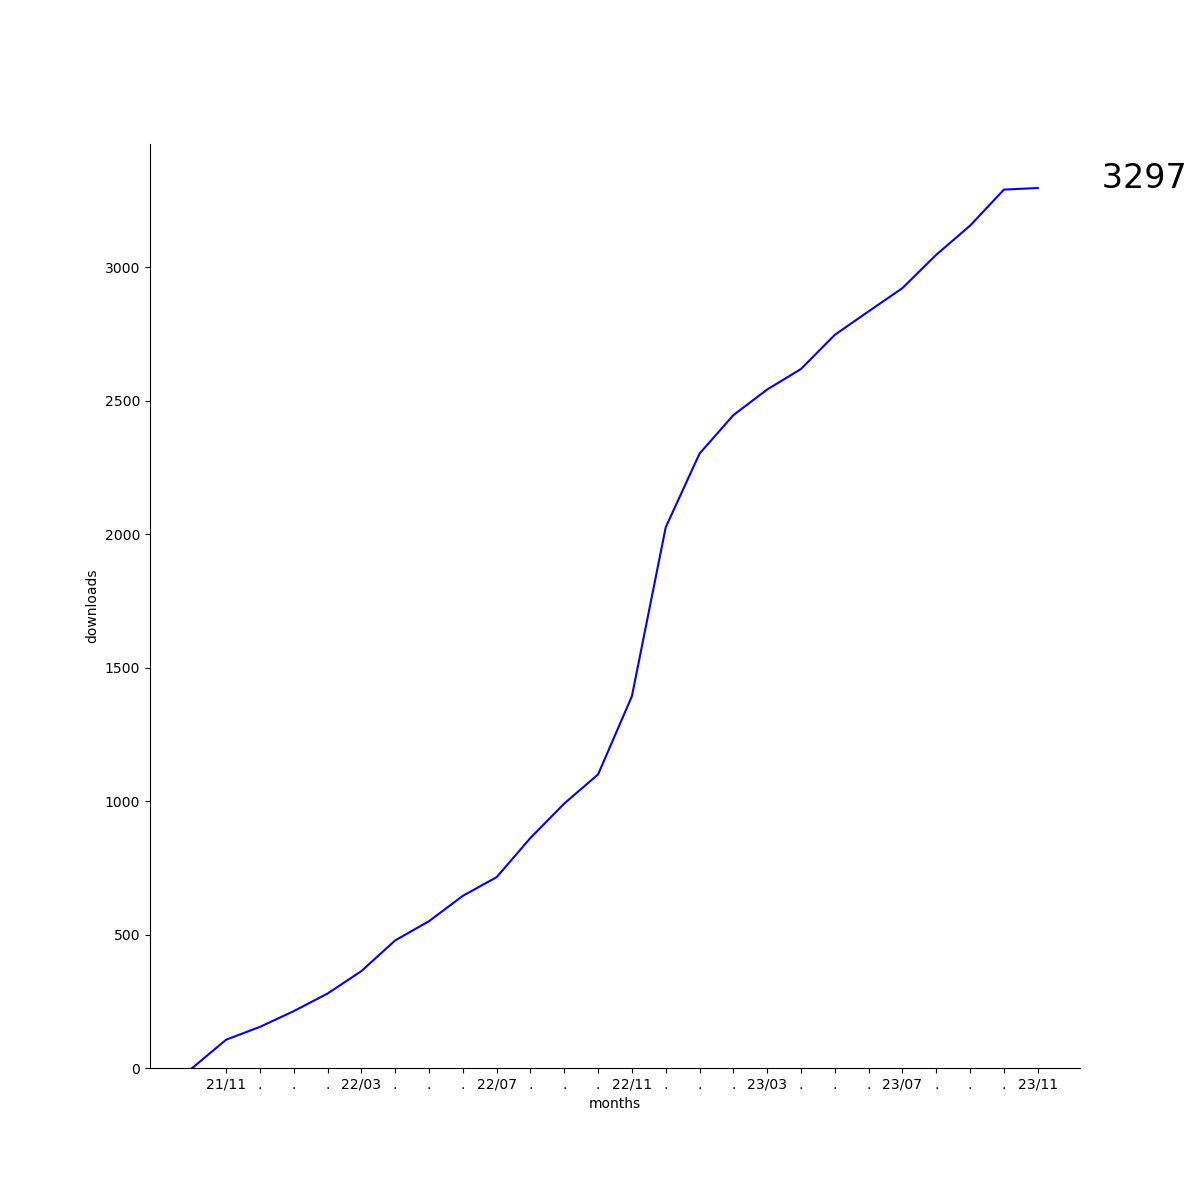 3297
3000
2500
2000
1500
1000
500
0
downloads
21/11 . . . 22/03 . . . 22/07 . . . 22/11 . . . 23/03 . . . 23/07 . . . 23/11
months